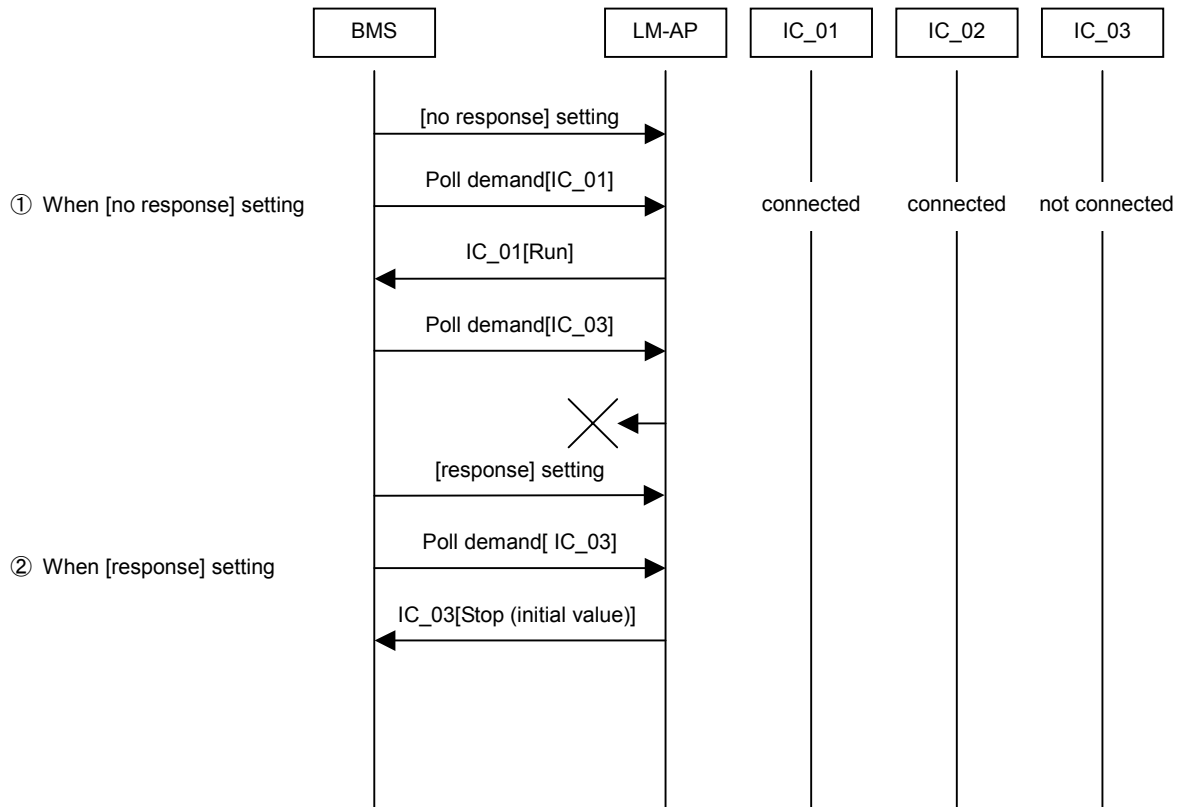 BMS LM-AP IC_01 IC_02 IC_03
[no response] setting
Poll demand[IC_01]
① When [no response] setting connected connected not connected
IC_01[Run]
Poll demand[IC_03]
[response] setting
Poll demand[ IC_03]
② When [response] setting
IC_03[Stop (initial value)]